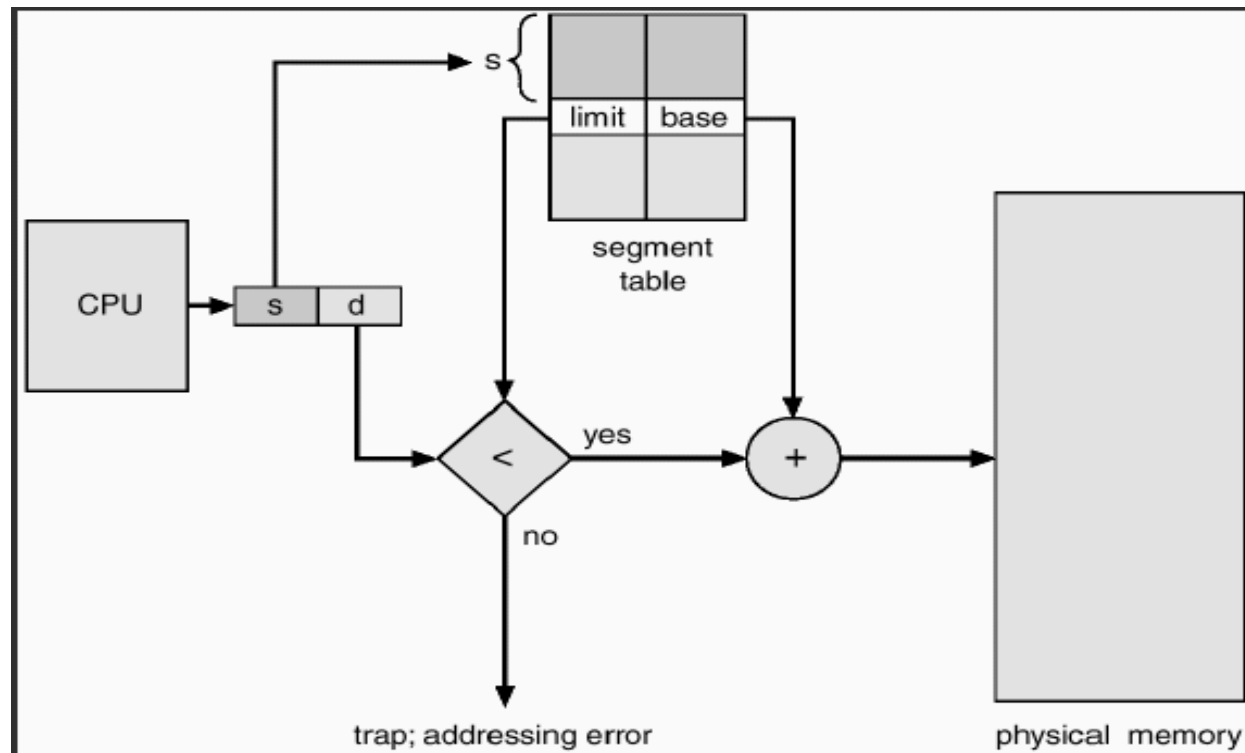 s
limit base
segment
table
CPU
s d
<
yes
+
no
trap; addressing error
physical memory